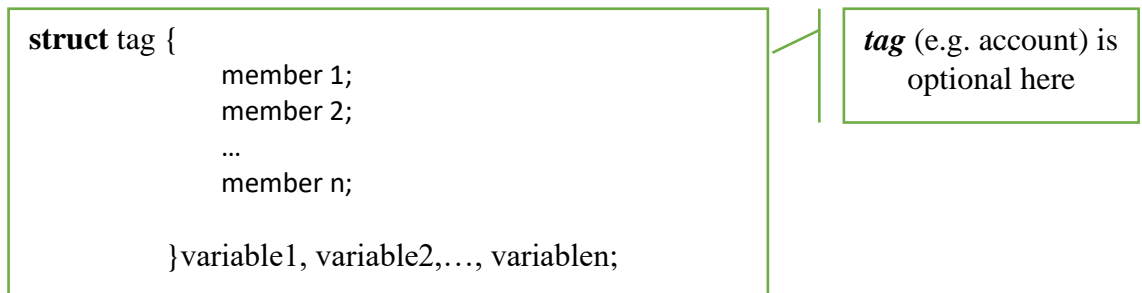 struct tag {
member 1;
member 2;
…
member n;
}variable1, variable2,…, variablen;
tag (e.g. account) is
optional here